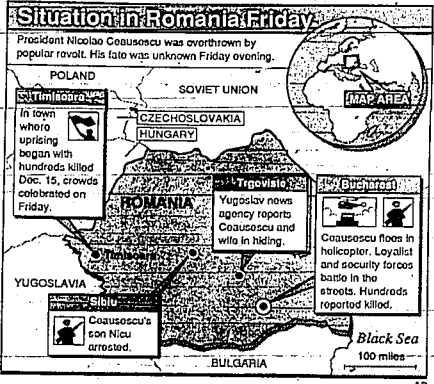 Situation in Romania Friday
President Nicolae Ceausescu was overthrown by
popular revolt. His fate was unknown Friday evening.
POLAND
SOVIET UNION
MAP AREA
Timisoara
In town
where
uprising
began with
hundreds killed
Dec. 15, crowds
celebrated on
Friday.
CZECHOSLOVAKIA
HUNGARY
ROMANIA
Trgoviste
Yugoslav news
agency reports
Ceausescu and
wife in hiding.
Bucharest
Ceausescu flees in
helicopter. Loyalist
and security forces
battle in the
streets. Hundreds
reported killed.
Timisoara
YUGOSLAVIA
Sibiu
Ceausescu's
son Nicu
arrested.
BULGARIA
Black Sea
100 miles